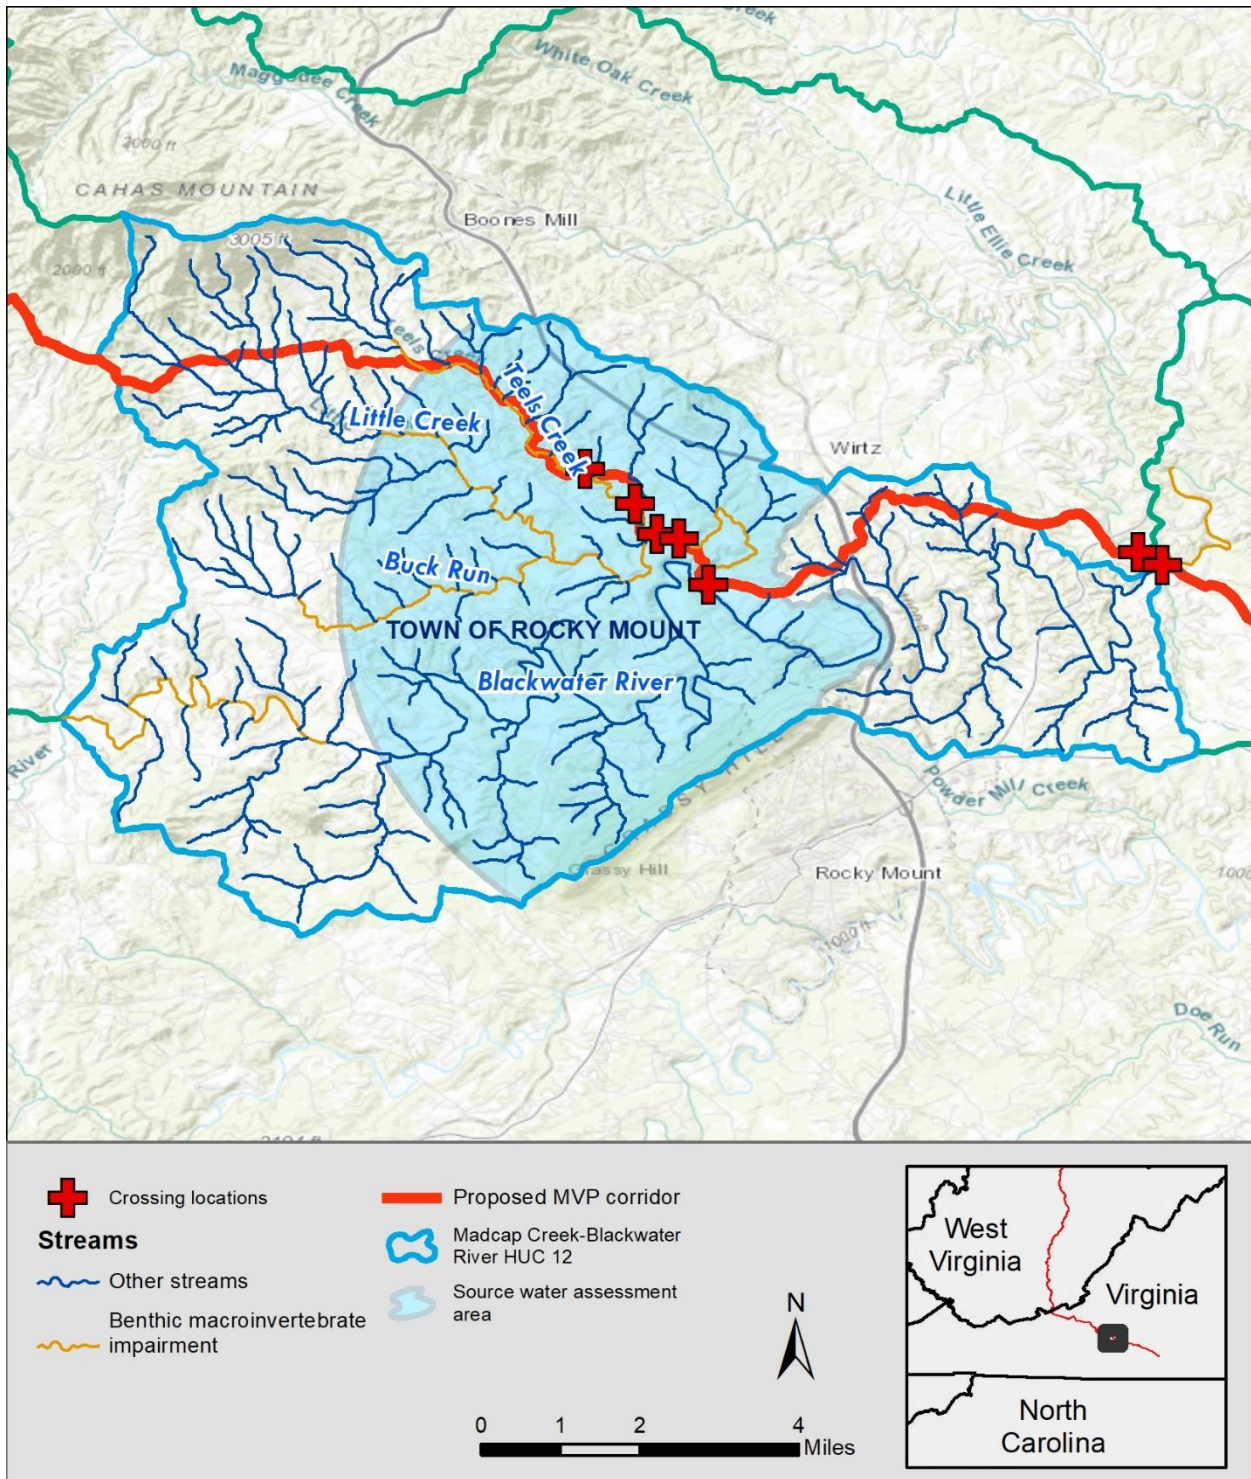 White Oak Creek
Maggodee Creek
2000 ft
CAHAS MOUNTAIN
Boones Mill
Little Ellie Creek
3005 ft
2000 ft
Teels Creek
Little Creek
Wirtz
Buck Run
TOWN OF ROCKY MOUNT
Blackwater River
River
Powder Mill Creek
Grassy Hill
Rocky Mount
1000 ft
Doe Run
Crossing locations
Streams
Other streams
Benthic macroinvertebrate
impairment
Proposed MVP corridor
Madcap Creek-Blackwater
River HUC 12
Source water assessment
area
N
0 1 2 4
Miles
West
Virginia
Virginia
North
Carolina